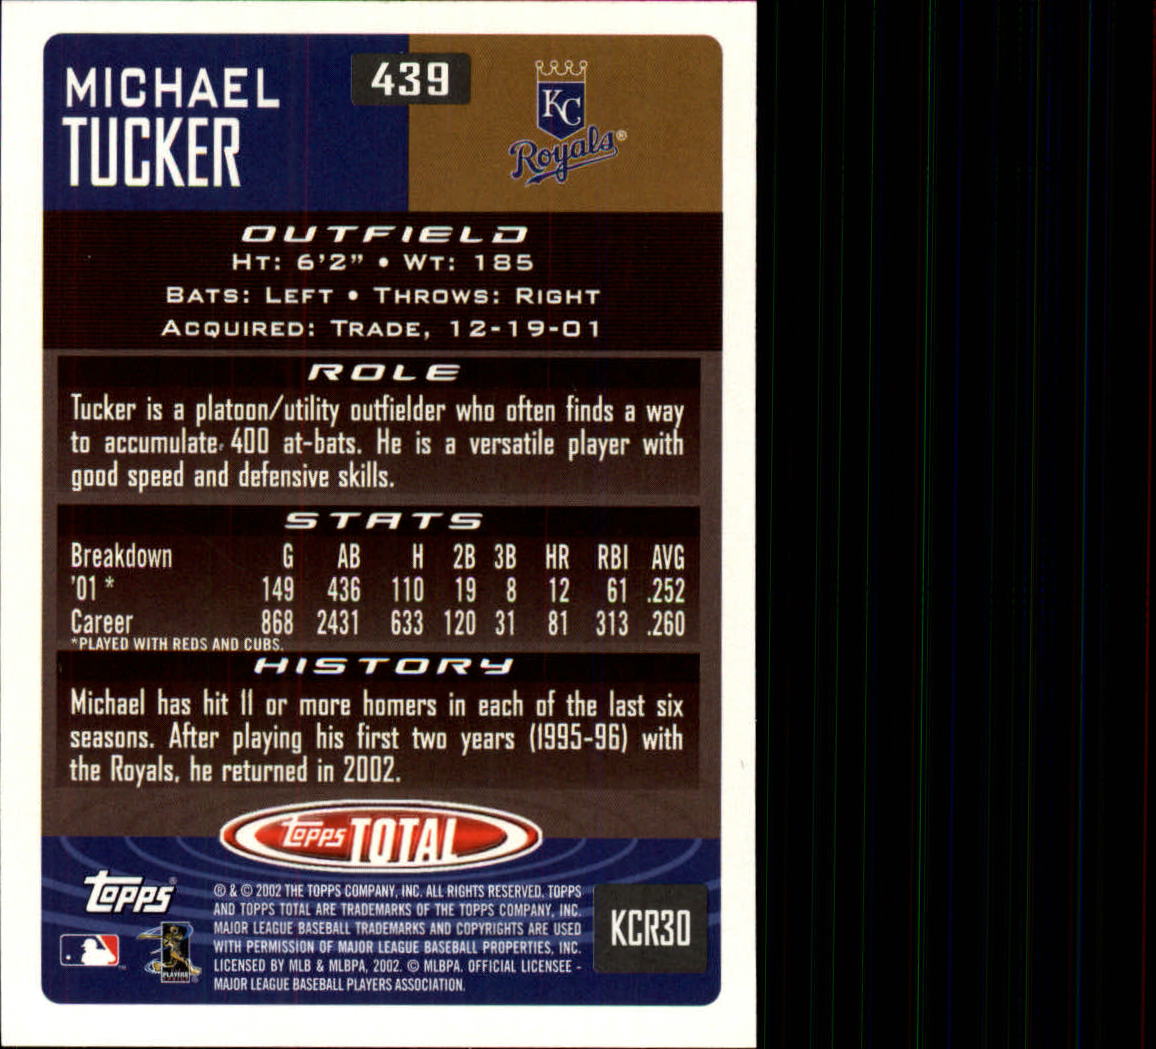 MICHAEL
TUCKER
439
KC
Royals®
OUTFIELD
HT: 6'2" • WT: 185
BATS: LEFT • THROWS: RIGHT
ACQUIRED: TRADE, 12-19-01
ROLE
Tucker is a platoon/utility outfielder who often finds a way
to accumulate 400 at-bats. He is a versatile player with
good speed and defensive skills.
STATS
Breakdown G AB H 2B 3B HR RBI AVG
'01 * 149 436 110 19 8 12 61 .252
Career 868 2431 633 120 31 81 313 .260
*PLAYED WITH REDS AND CUBS.
HISTORY
Michael has hit 11 or more homers in each of the last six
seasons. After playing his first two years (1995-96) with
the Royals, he returned in 2002.
Topps TOTAL
Topps®
® & © 2002 THE TOPPS COMPANY, INC. ALL RIGHTS RESERVED. TOPPS
AND TOPPS TOTAL ARE TRADEMARKS OF THE TOPPS COMPANY, INC.
MAJOR LEAGUE BASEBALL TRADEMARKS AND COPYRIGHTS ARE USED
WITH PERMISSION OF MAJOR LEAGUE BASEBALL PROPERTIES, INC.
LICENSED BY MLB & MLBPA, 2002. © MLBPA. OFFICIAL LICENSEE -
MAJOR LEAGUE BASEBALL PLAYERS ASSOCIATION.
PLAYERS
KCR30